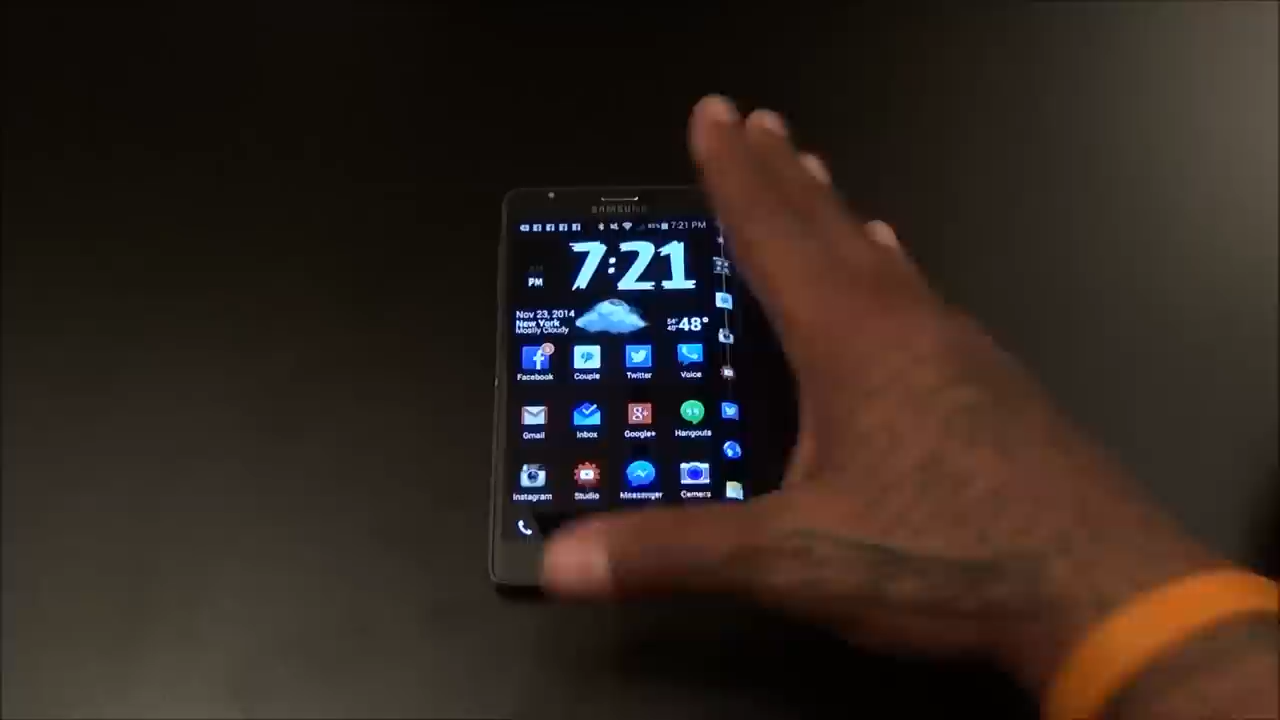 SAMSUNG
7:21 PM
AM
7:21
PM
Nov 23, 2014
New York
Mostly Cloudy
48°
Facebook Couple Twitter Voice
Gmail Inbox Google+ Hangouts
Instagram Studio Messenger Camera